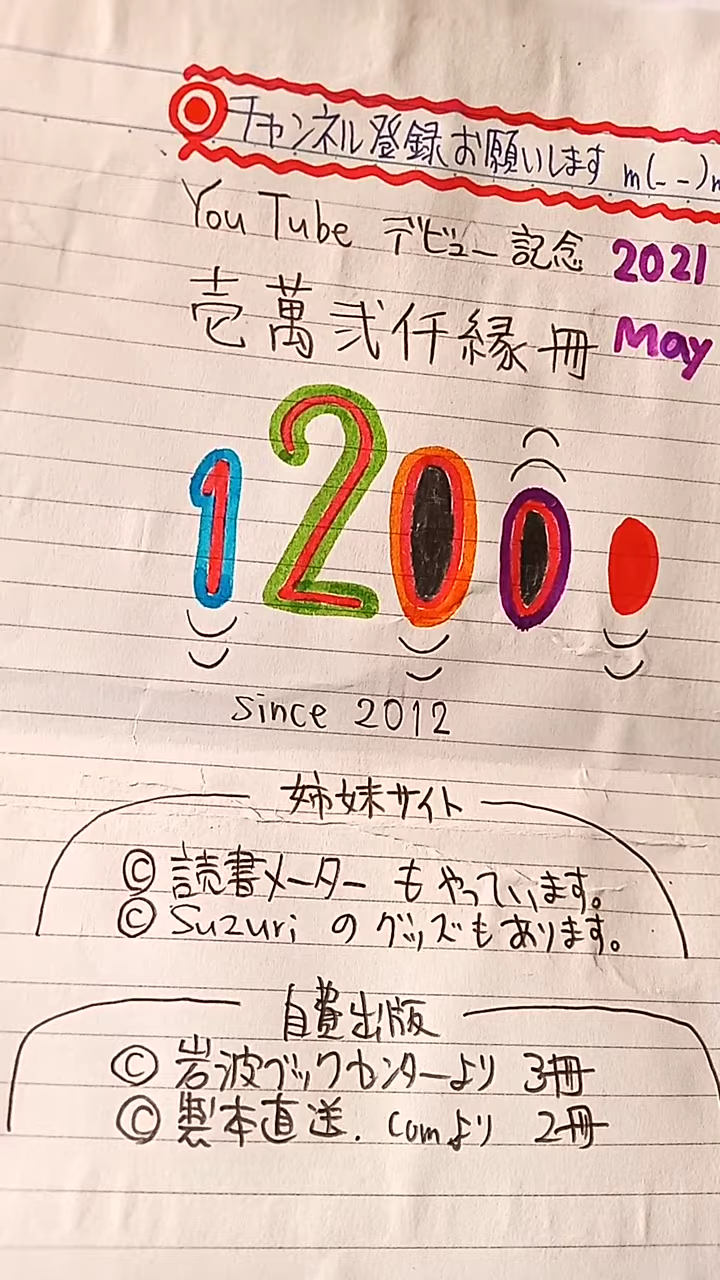 チャンネル登録お願いします m(--)m
YouTube デビュー記念 2021
壱萬弐仟縁冊 May
1200
since 2012
姉妹サイト
© 読書メーターもやっています。
© Suzuri のグッズもあります。
自費出版
© 岩波ブックセンターより 3冊
© 製本直送.comより 2冊